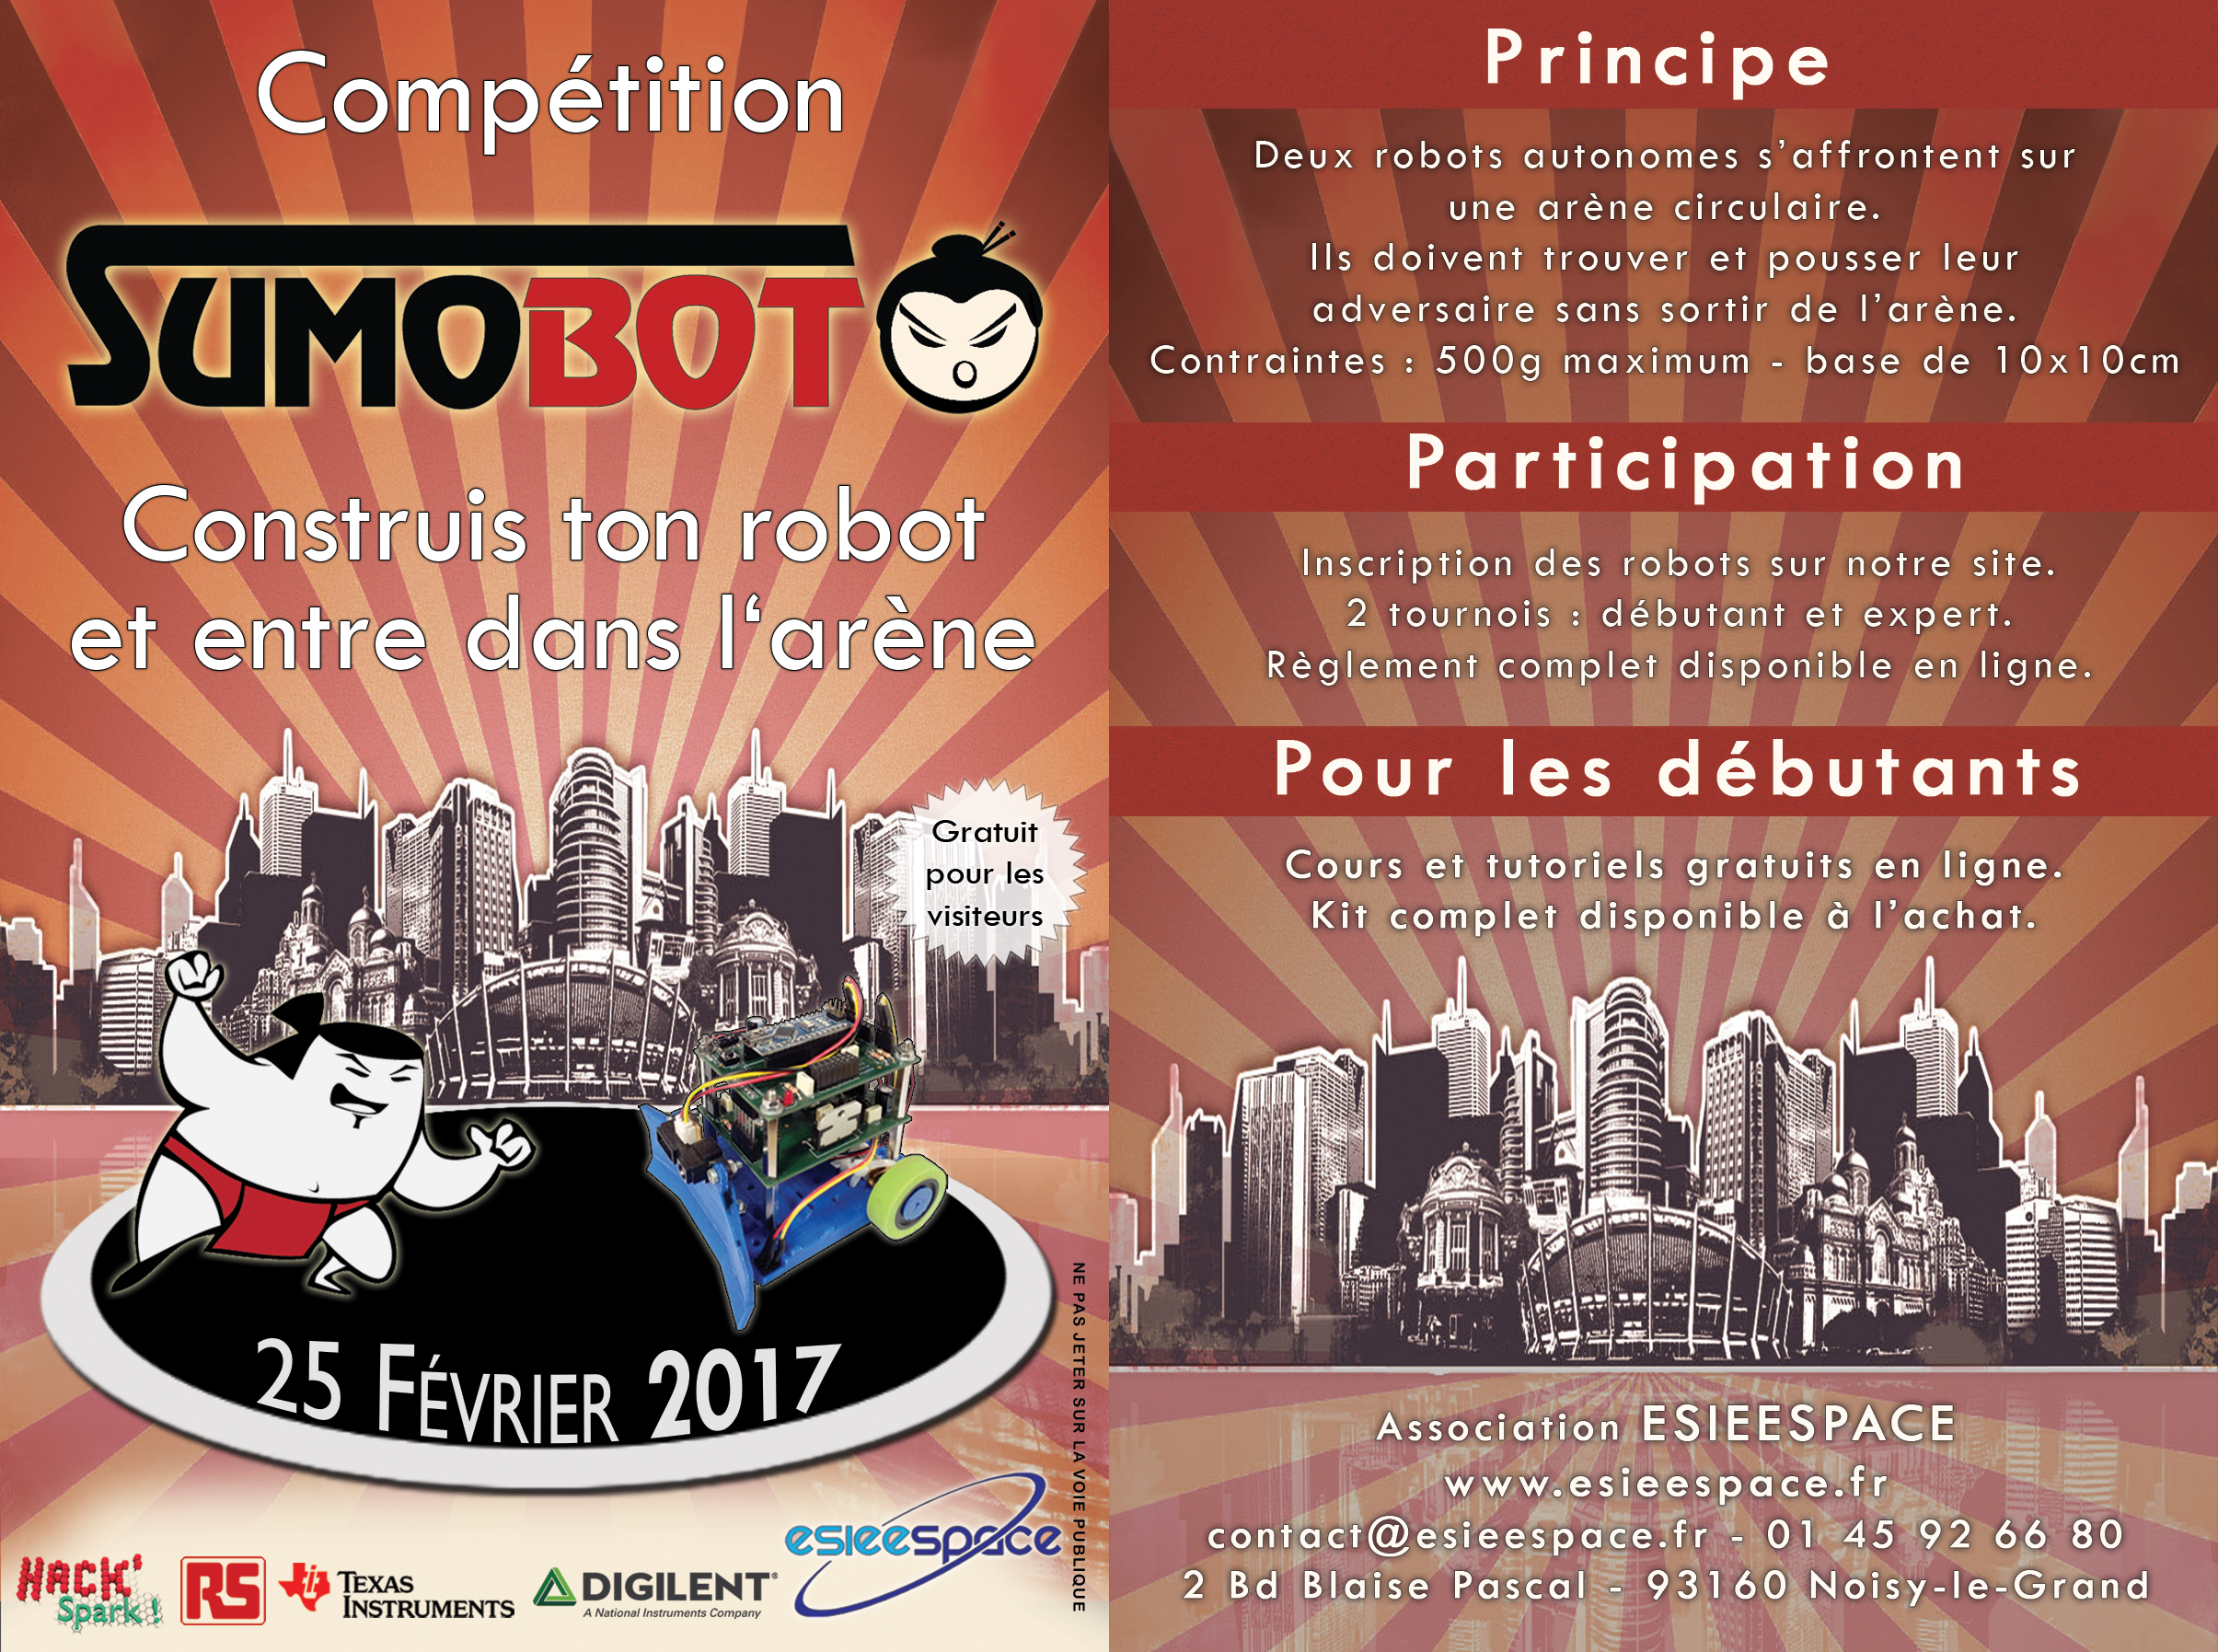 Compétition
SUMOBOT
Construis ton robot
et entre dans l‘arène
Gratuit
pour les
visiteurs
25 FÉVRIER 2017
NE PAS JETER SUR LA VOIE PUBLIQUE
esieespace
HACK'
Spark!
RS
TEXAS
INSTRUMENTS
DIGILENT®
A National Instruments Company
Principe
Deux robots autonomes s’affrontent sur
une arène circulaire.
Ils doivent trouver et pousser leur
adversaire sans sortir de l’arène.
Contraintes : 500g maximum - base de 10x10cm
Participation
Inscription des robots sur notre site.
2 tournois : débutant et expert.
Règlement complet disponible en ligne.
Pour les débutants
Cours et tutoriels gratuits en ligne.
Kit complet disponible à l’achat.
Association ESIEESPACE
www.esieespace.fr
contact@esieespace.fr - 01 45 92 66 80
2 Bd Blaise Pascal - 93160 Noisy-le-Grand